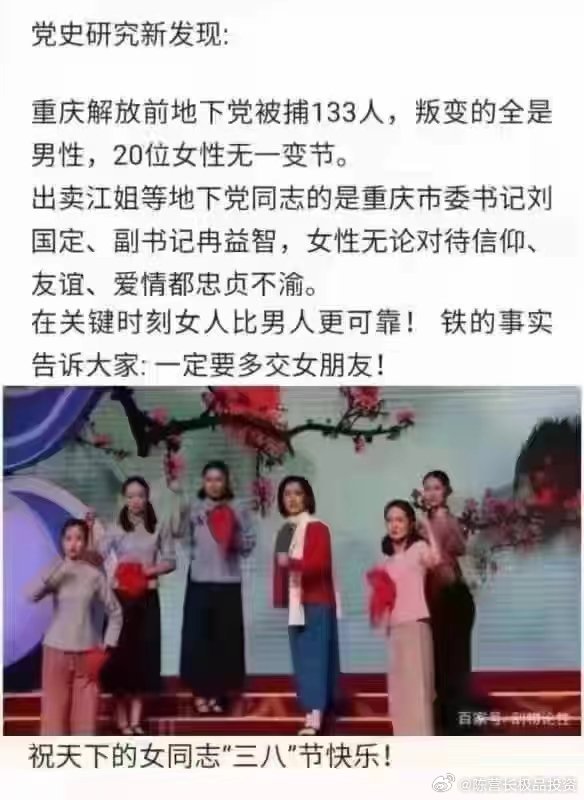 党史研究新发现:
重庆解放前地下党被捕133人，叛变的全是
男性，20位女性无一变节。
出卖江姐等地下党同志的是重庆市委书记刘
国定、副书记冉益智，女性无论对待信仰、
友谊、爱情都忠贞不渝。
在关键时刻女人比男人更可靠！铁的事实
告诉大家: 一定要多交女朋友！
百家号·剖物论性
祝天下的女同志“三八”节快乐！
@陈营长极品投资